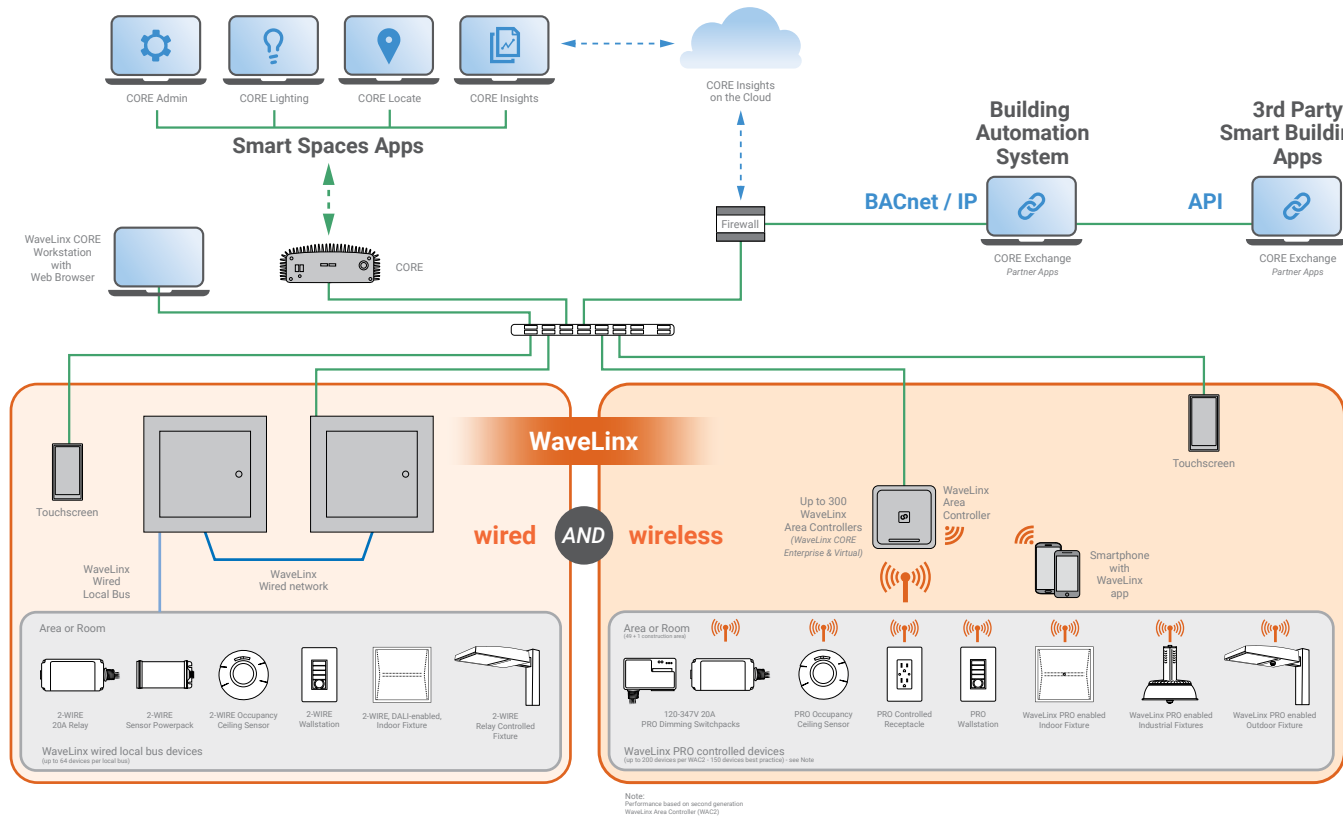 CORE Admin
CORE Lighting
CORE Locate
CORE Insights
Smart Spaces Apps
CORE Insights
on the Cloud
Building
Automation
System
3rd Party
Smart Buildin
Apps
BACnet / IP
API
Firewall
CORE Exchange
Partner Apps
CORE Exchange
Partner Apps
WaveLinx CORE
Workstation
with
Web Browser
CORE
WaveLinx
wired
AND
wireless
Touchscreen
WaveLinx
Wired
Local Bus
WaveLinx
Wired network
Up to 300
WaveLinx
Area Controllers
(WaveLinx CORE
Enterprise & Virtual)
WaveLinx
Area
Controller
Touchscreen
Smartphone
with
WaveLinx
app
Area or Room
2-WIRE
20A Relay
2-WIRE
Sensor Powerpack
2-WIRE Occupancy
Ceiling Sensor
2-WIRE
Wallstation
2-WIRE, DALI-enabled,
Indoor Fixture
2-WIRE
Relay Controlled
Fixture
WaveLinx wired local bus devices
(up to 64 devices per local bus)
Area or Room
(49 + 1 construction area)
120-347V 20A
PRO Dimming Switchpacks
PRO Occupancy
Ceiling Sensor
PRO Controlled
Receptacle
PRO
Wallstation
WaveLinx PRO enabled
Indoor Fixture
WaveLinx PRO enabled
Industrial Fixtures
WaveLinx PRO enabled
Outdoor Fixture
WaveLinx PRO controlled devices
(up to 200 devices per WAC2 - 150 devices best practice) - see Note
Note:
Performance based on second generation
WaveLinx Area Controller (WAC2)